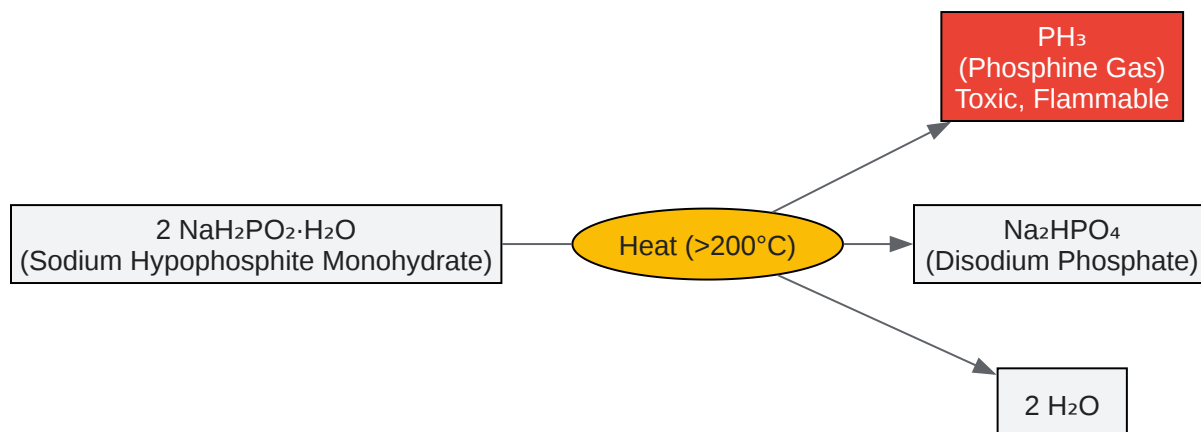 PH₃
(Phosphine Gas)
Toxic, Flammable
2 NaH₂PO₂·H₂O
(Sodium Hypophosphite Monohydrate)
Heat (>200°C)
Na₂HPO₄
(Disodium Phosphate)
2 H₂O